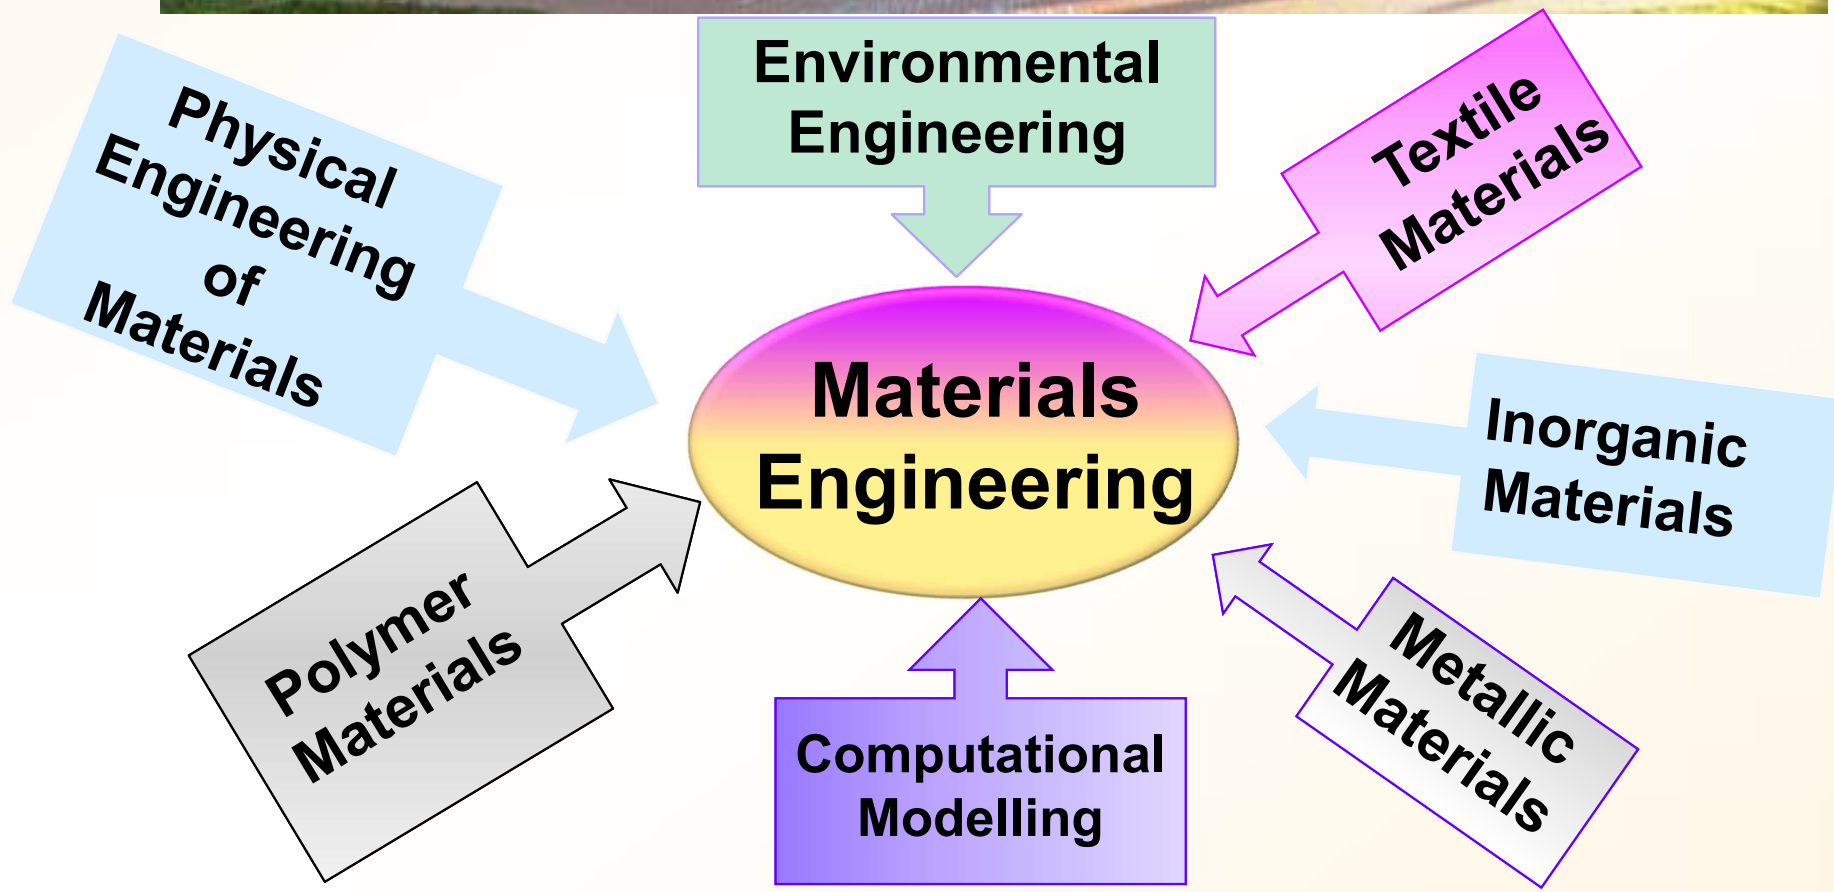 Environmental
Engineering
Physical
Engineering
of
Materials
Textile
Materials
Materials
Engineering
Inorganic
Materials
Polymer
Materials
Computational
Modelling
Metallic
Materials